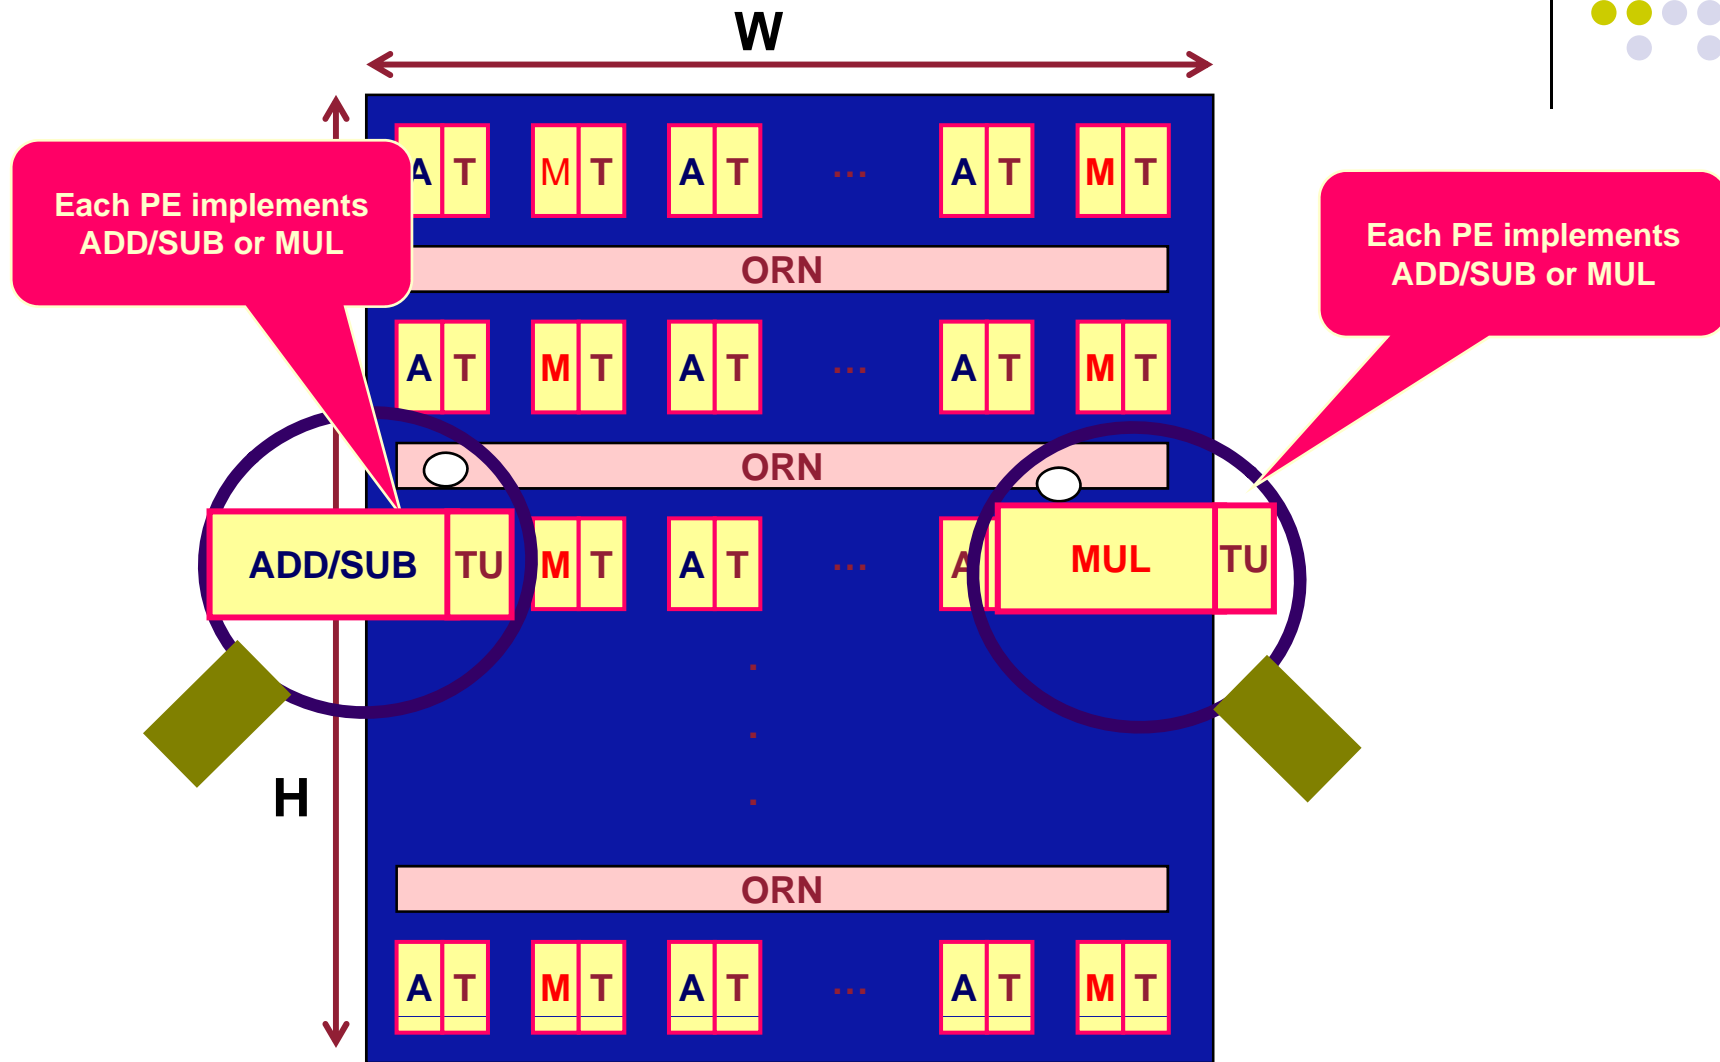 W
A T M T A T ... A T M T
Each PE implements
ADD/SUB or MUL
Each PE implements
ADD/SUB or MUL
ORN
A T M T A T ... A T M T
ORN
ADD/SUB TU M T A T ... A MUL TU
.
.
.
H
ORN
A T M T A T ... A T M T